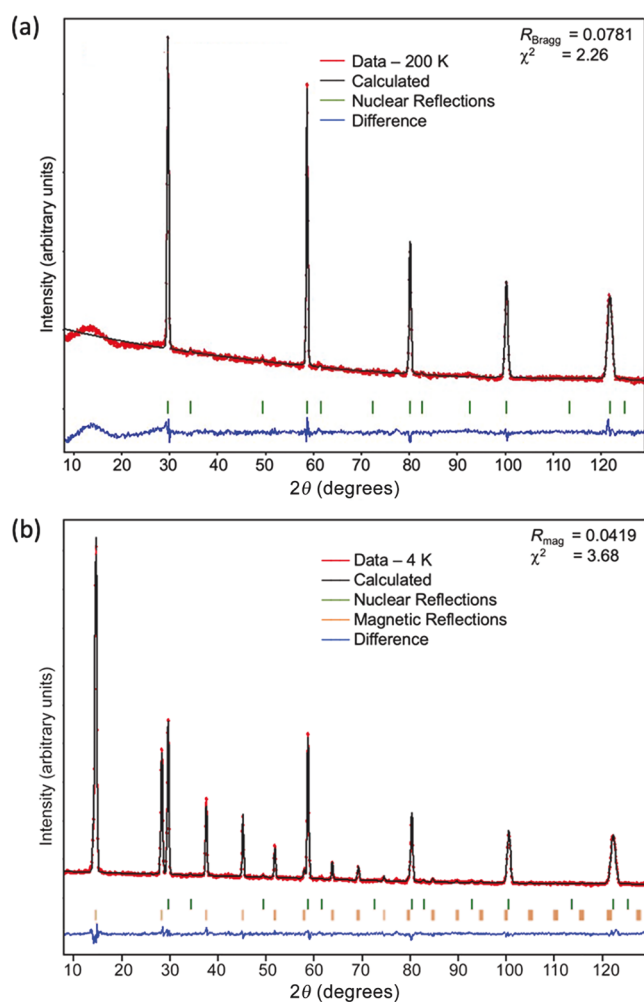 (a)
R_Bragg = 0.0781
χ² = 2.26
Data – 200 K
Calculated
Nuclear Reflections
Difference
Intensity (arbitrary units)
10 20 30 40 50 60 70 80 90 100 110 120
2θ (degrees)
(b)
R_mag = 0.0419
χ² = 3.68
Data – 4 K
Calculated
Nuclear Reflections
Magnetic Reflections
Difference
Intensity (arbitrary units)
10 20 30 40 50 60 70 80 90 100 110 120
2θ (degrees)